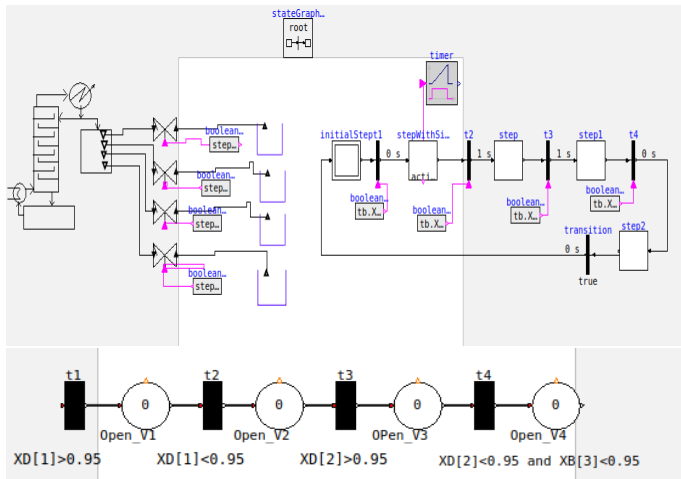 stateGraph…
root
timer
boolean…
step…
boolean…
step…
boolean…
step…
boolean…
step…
initialStept1
0 s
stepWithSi…
acti…
t2
1 s
step
t3
1 s
step1
t4
0 s
boolean…
tb.X…
boolean…
tb.X…
boolean…
tb.X…
boolean…
tb.X…
transition
0 s
true
step2
t1
t2
t3
t4
0
0
0
0
Open_V1
Open_V2
OPen_V3
Open_V4
XD[1]>0.95
XD[1]<0.95
XD[2]>0.95
XD[2]<0.95 and XB[3]<0.95